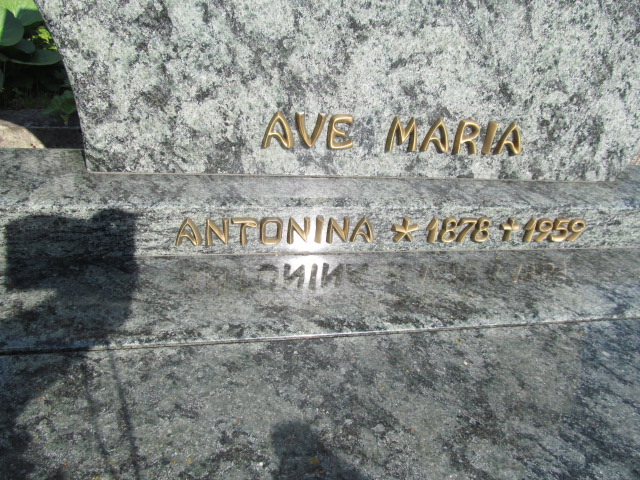 AVE MARIA
ANTONINA * 1878 † 1959